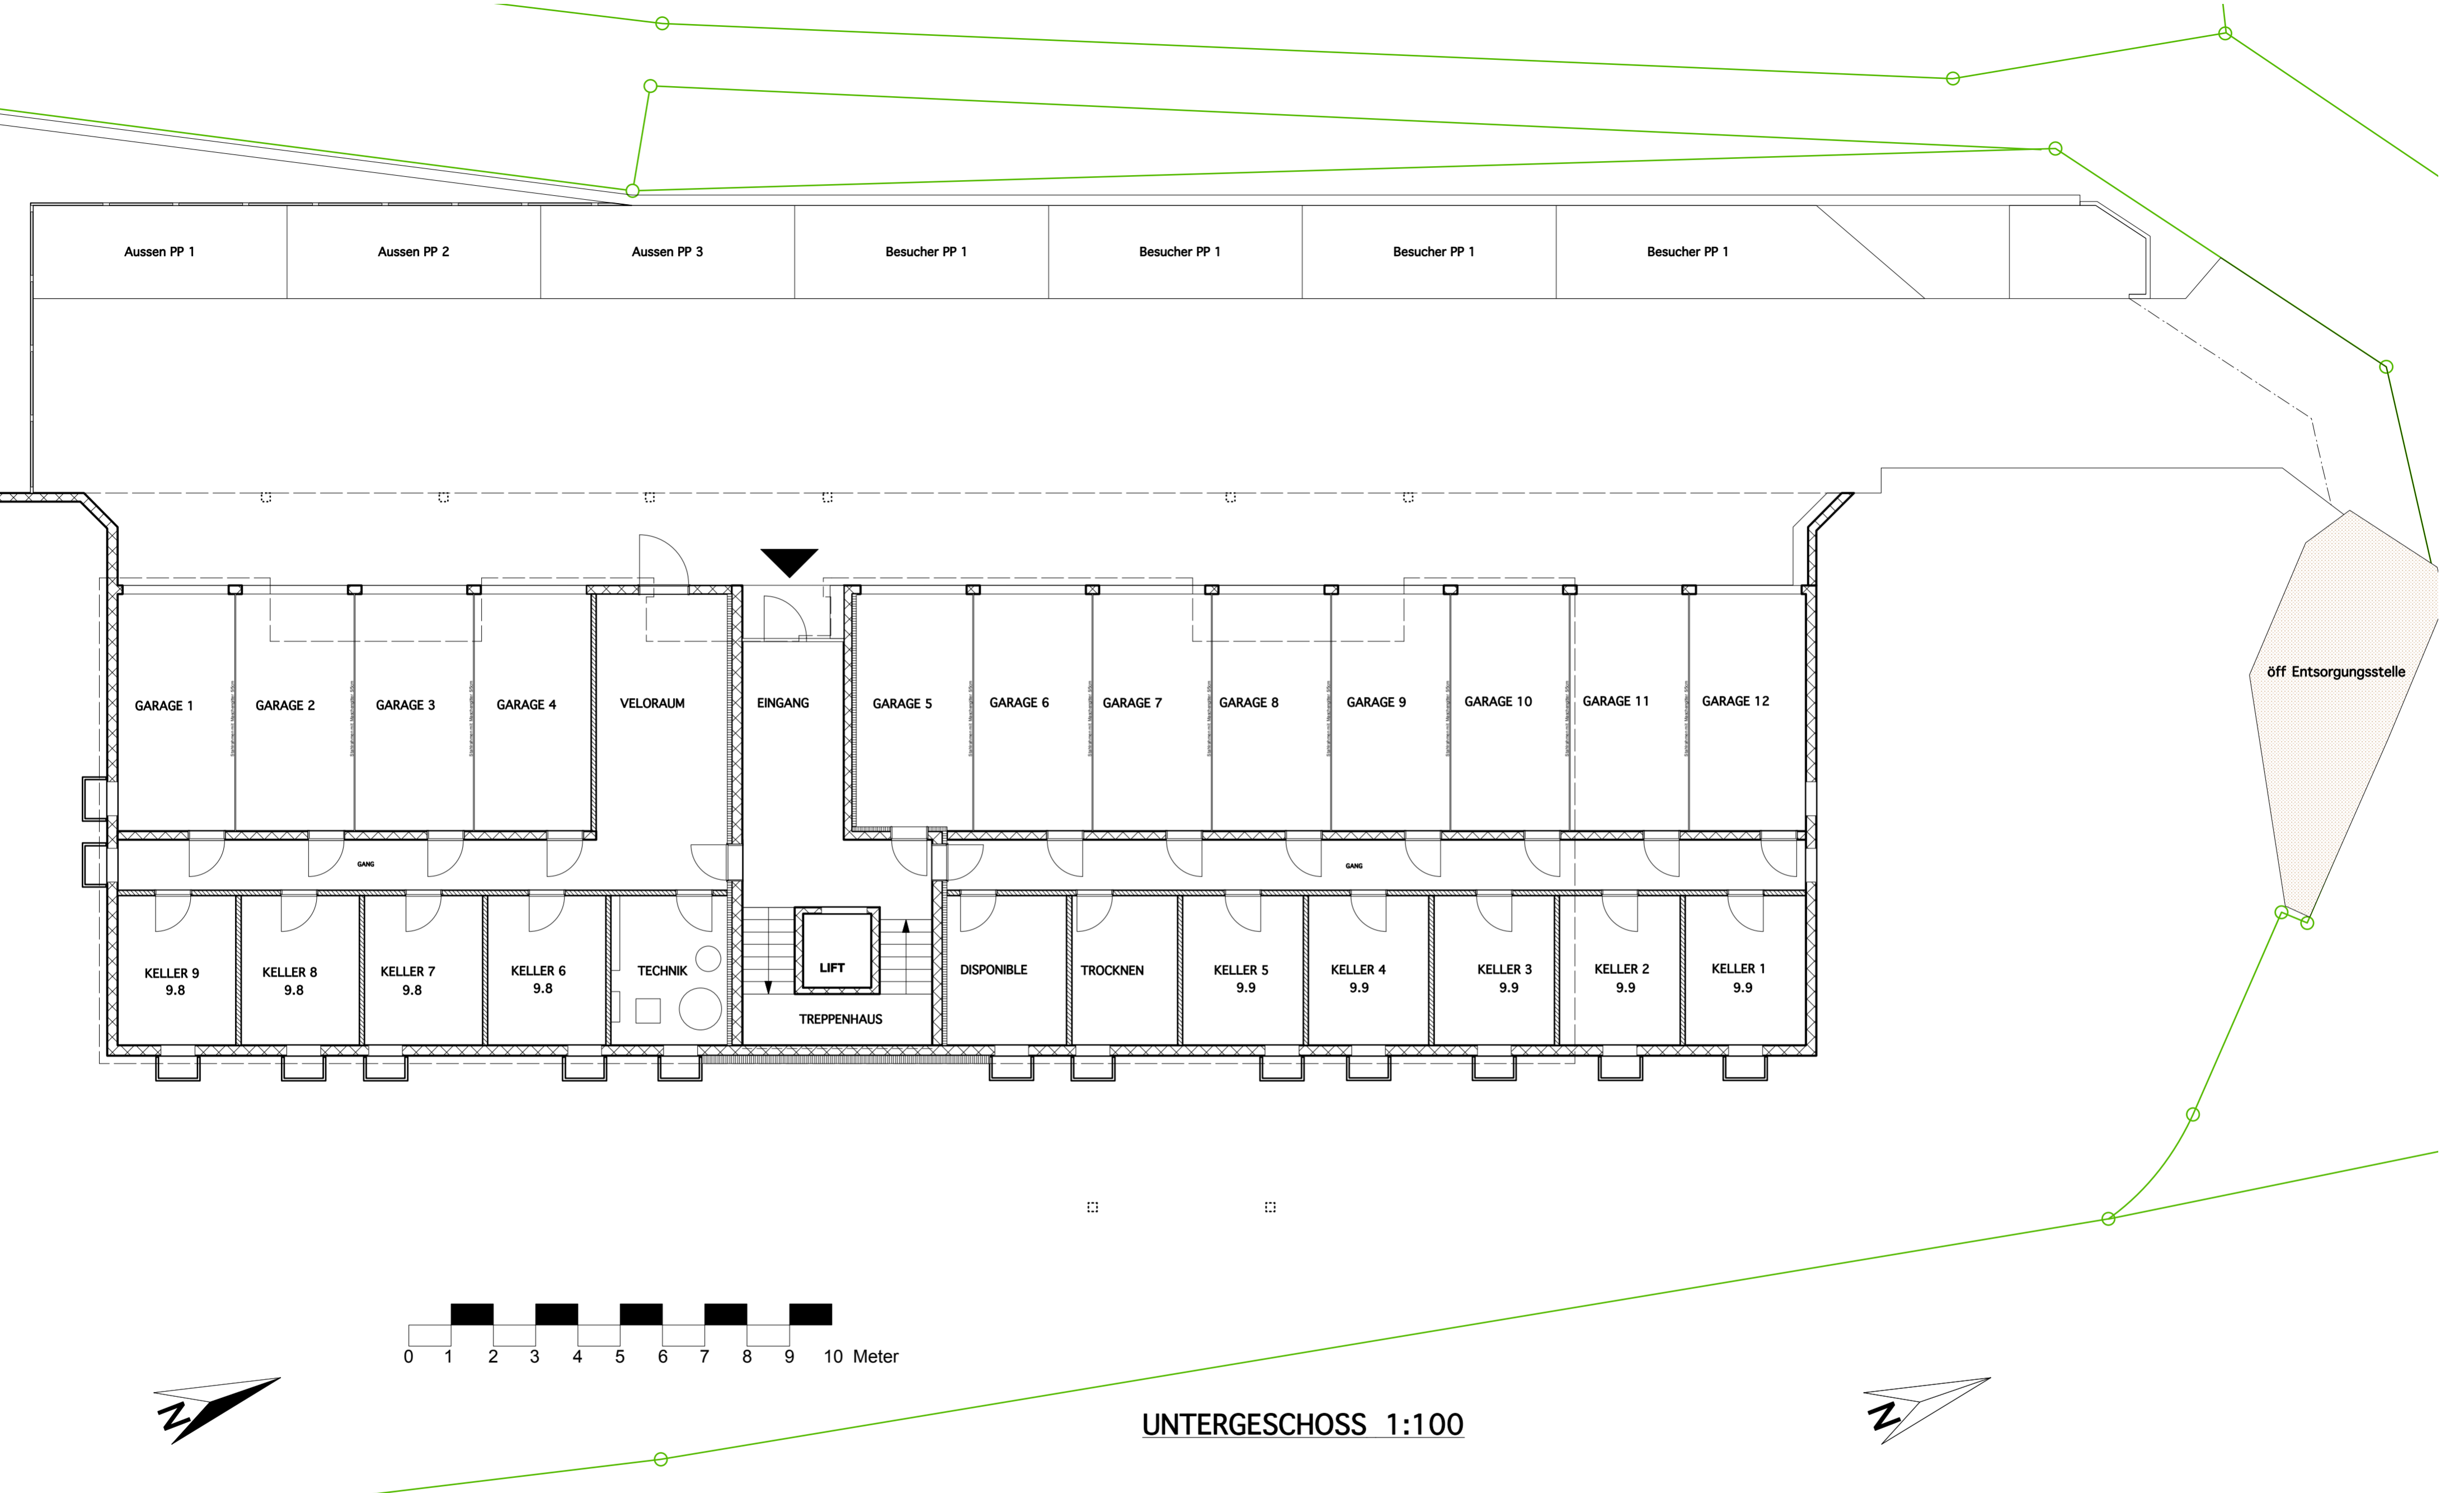 Aussen PP 1
Aussen PP 2
Aussen PP 3
Besucher PP 1
Besucher PP 1
Besucher PP 1
Besucher PP 1
öff Entsorgungsstelle
GARAGE 1
GARAGE 2
GARAGE 3
GARAGE 4
VELORAUM
EINGANG
GARAGE 5
GARAGE 6
GARAGE 7
GARAGE 8
GARAGE 9
GARAGE 10
GARAGE 11
GARAGE 12
GANG
GANG
KELLER 9
9.8
KELLER 8
9.8
KELLER 7
9.8
KELLER 6
9.8
TECHNIK
LIFT
TREPPENHAUS
DISPONIBLE
TROCKNEN
KELLER 5
9.9
KELLER 4
9.9
KELLER 3
9.9
KELLER 2
9.9
KELLER 1
9.9
0 1 2 3 4 5 6 7 8 9 10 Meter
N
UNTERGESCHOSS 1:100
N